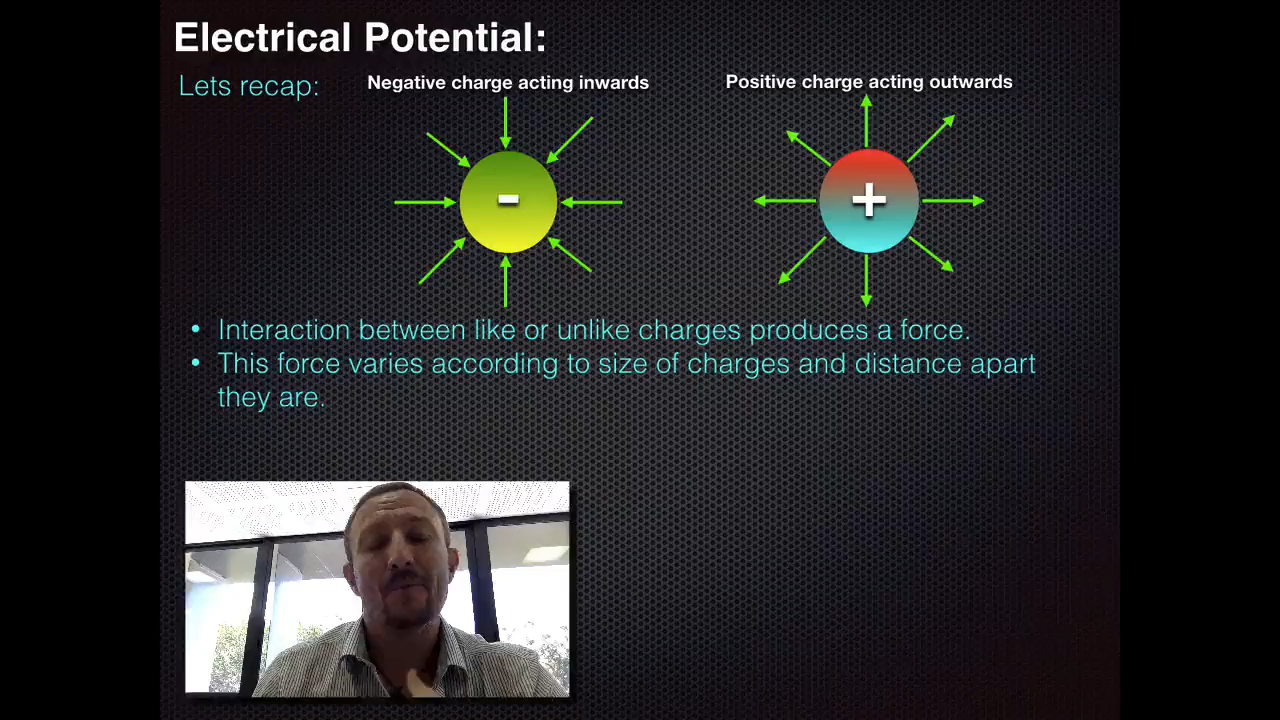 Electrical Potential:
Lets recap:
Negative charge acting inwards
Positive charge acting outwards
-
+
• Interaction between like or unlike charges produces a force.
• This force varies according to size of charges and distance apart
they are.